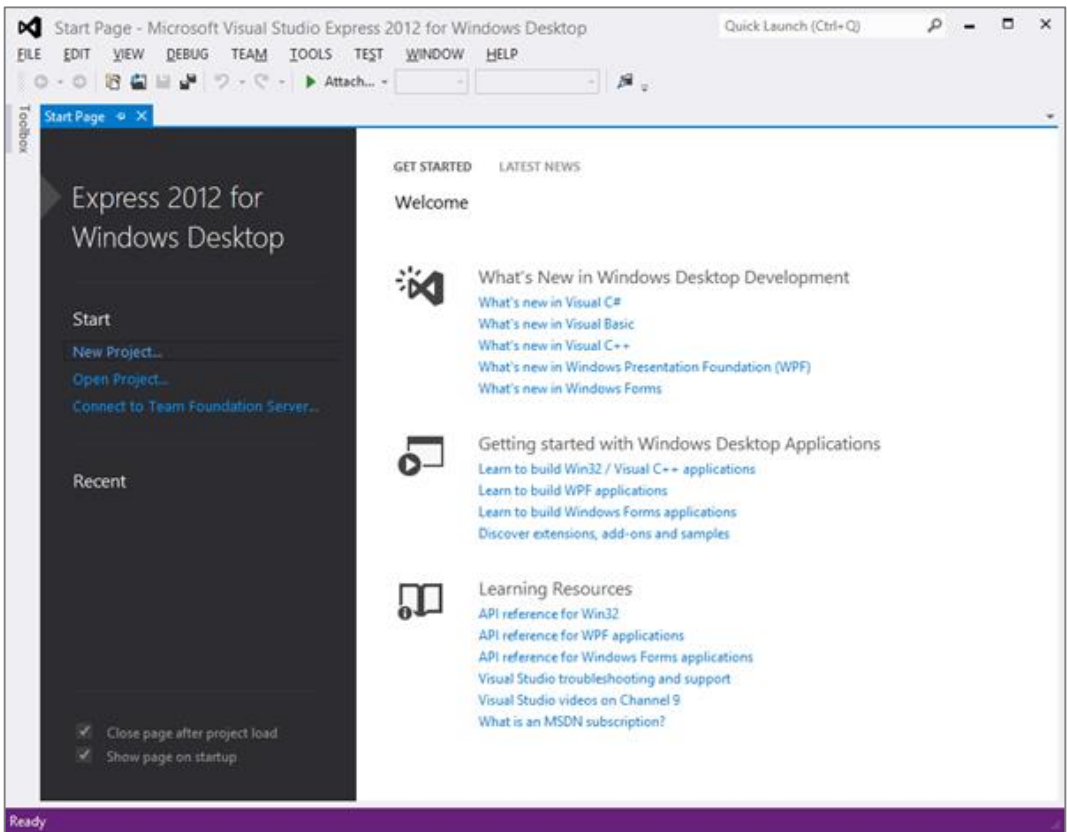 Start Page - Microsoft Visual Studio Express 2012 for Windows Desktop
Quick Launch (Ctrl+Q)
FILE EDIT VIEW DEBUG TEAM TOOLS TEST WINDOW HELP
Attach...
Toolbox
Start Page
Express 2012 for
Windows Desktop
Start
New Project...
Open Project...
Connect to Team Foundation Server...
Recent
Close page after project load
Show page on startup
GET STARTED LATEST NEWS
Welcome
What's New in Windows Desktop Development
What's new in Visual C#
What's new in Visual Basic
What's new in Visual C++
What's new in Windows Presentation Foundation (WPF)
What's new in Windows Forms
Getting started with Windows Desktop Applications
Learn to build Win32 / Visual C++ applications
Learn to build WPF applications
Learn to build Windows Forms applications
Discover extensions, add-ons and samples
Learning Resources
API reference for Win32
API reference for WPF applications
API reference for Windows Forms applications
Visual Studio troubleshooting and support
Visual Studio videos on Channel 9
What is an MSDN subscription?
Ready